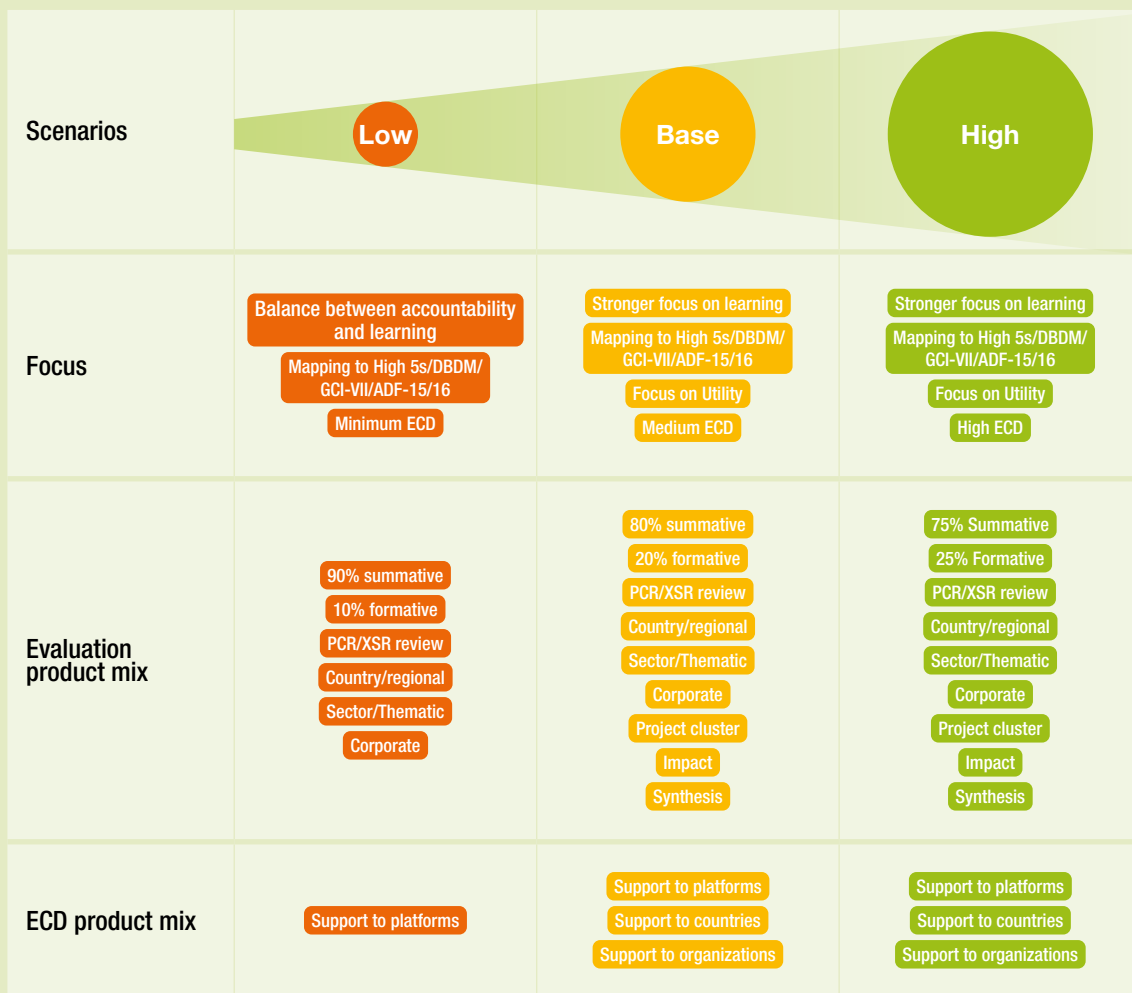 Scenarios
Low
Base
High
Focus
Balance between accountability
and learning
Mapping to High 5s/DBDM/
GCI-VII/ADF-15/16
Minimum ECD
Stronger focus on learning
Mapping to High 5s/DBDM/
GCI-VII/ADF-15/16
Focus on Utility
Medium ECD
Stronger focus on learning
Mapping to High 5s/DBDM/
GCI-VII/ADF-15/16
Focus on Utility
High ECD
Evaluation
product mix
90% summative
10% formative
PCR/XSR review
Country/regional
Sector/Thematic
Corporate
80% summative
20% formative
PCR/XSR review
Country/regional
Sector/Thematic
Corporate
Project cluster
Impact
Synthesis
75% Summative
25% Formative
PCR/XSR review
Country/regional
Sector/Thematic
Corporate
Project cluster
Impact
Synthesis
ECD product mix
Support to platforms
Support to platforms
Support to countries
Support to organizations
Support to platforms
Support to countries
Support to organizations